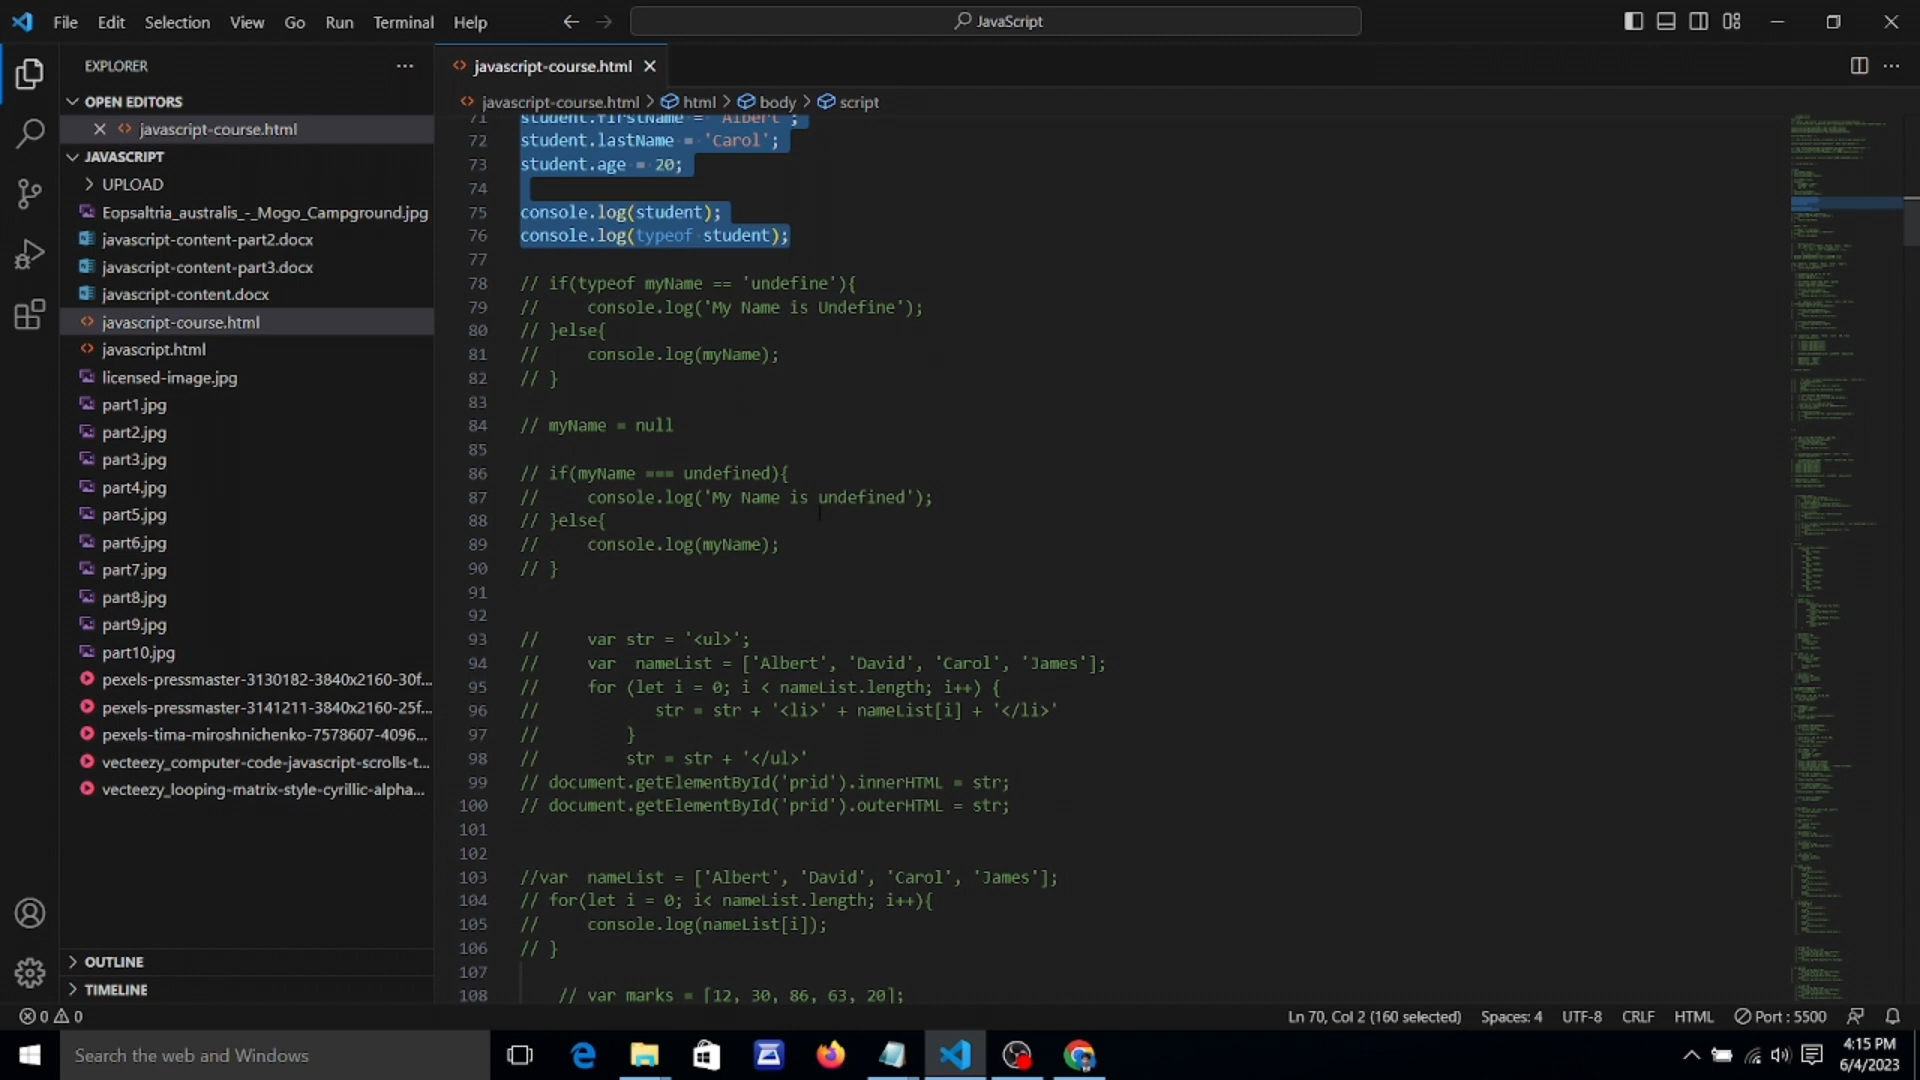 File Edit Selection View Go Run Terminal Help
JavaScript
EXPLORER
OPEN EDITORS
javascript-course.html
JAVASCRIPT
UPLOAD
Eopsaltria_australis_-_Mogo_Campground.jpg
javascript-content-part2.docx
javascript-content-part3.docx
javascript-content.docx
javascript-course.html
javascript.html
licensed-image.jpg
part1.jpg
part2.jpg
part3.jpg
part4.jpg
part5.jpg
part6.jpg
part7.jpg
part8.jpg
part9.jpg
part10.jpg
pexels-pressmaster-3130182-3840x2160-30f...
pexels-pressmaster-3141211-3840x2160-25f...
pexels-tima-miroshnichenko-7578607-4096...
vecteezy_computer-code-javascript-scrolls-t...
vecteezy_looping-matrix-style-cyrillic-alpha...
OUTLINE
TIMELINE
javascript-course.html
javascript-course.html > html > body > script
71 student.firstName = 'Albert';
72 student.lastName = 'Carol';
73 student.age = 20;
74
75 console.log(student);
76 console.log(typeof student);
77
78 // if(typeof myName == 'undefine'){
79 //     console.log('My Name is Undefine');
80 // }else{
81 //     console.log(myName);
82 // }
83
84 // myName = null
85
86 // if(myName === undefined){
87 //     console.log('My Name is undefined');
88 // }else{
89 //     console.log(myName);
90 // }
91
92
93 //     var str = '<ul>';
94 //     var  nameList = ['Albert', 'David', 'Carol', 'James'];
95 //     for (let i = 0; i < nameList.length; i++) {
96 //            str = str + '<li>' + nameList[i] + '</li>'
97 //         }
98 //         str = str + '</ul>'
99 // document.getElementById('prid').innerHTML = str;
100 // document.getElementById('prid').outerHTML = str;
101
102
103 //var  nameList = ['Albert', 'David', 'Carol', 'James'];
104 // for(let i = 0; i< nameList.length; i++){
105 //     console.log(nameList[i]);
106 // }
107
108     // var marks = [12, 30, 86, 63, 20];
0 0
Ln 70, Col 2 (160 selected) Spaces: 4 UTF-8 CRLF HTML Port : 5500
Search the web and Windows
4:15 PM
6/4/2023